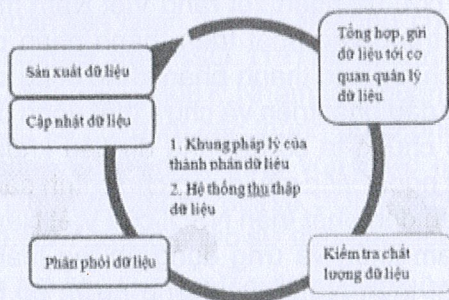 Sản xuất dữ liệu
Cập nhật dữ liệu
Tổng hợp, gửi
dữ liệu tới cơ
quan quản lý
dữ liệu
1. Khung pháp lý của
thành phần dữ liệu
2. Hệ thống thu thập
dữ liệu
Phân phối dữ liệu
Kiểm tra chất
lượng dữ liệu